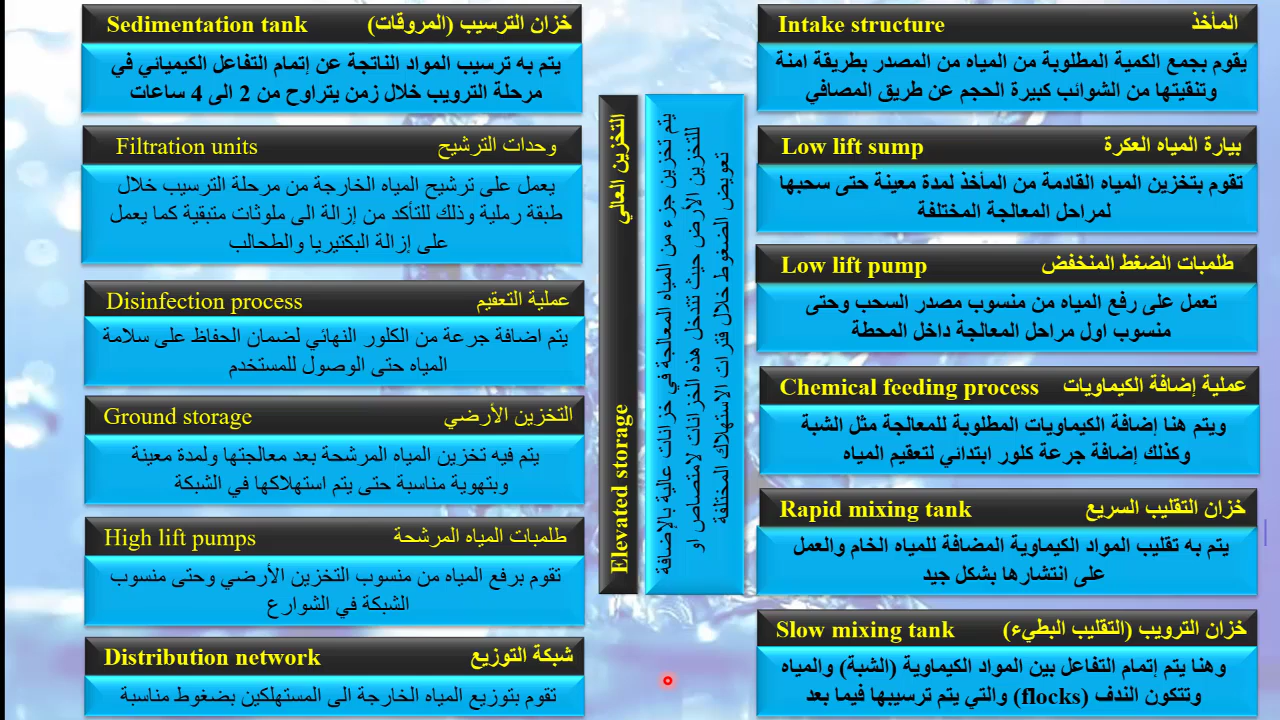 Intake structure المأخذ
يقوم بجمع الكمية المطلوبة من المياه من المصدر بطريقة امنة
وتنقيتها من الشوائب كبيرة الحجم عن طريق المصافي
Low lift sump بيارة المياه العكرة
تقوم بتخزين المياه القادمة من المأخذ لمدة معينة حتى سحبها
لمراحل المعالجة المختلفة
Low lift pump طلمبات الضغط المنخفض
تعمل على رفع المياه من منسوب مصدر السحب وحتى
منسوب اول مراحل المعالجة داخل المحطة
Chemical feeding process عملية إضافة الكيماويات
ويتم هنا إضافة الكيماويات المطلوبة للمعالجة مثل الشبة
وكذلك إضافة جرعة كلور ابتدائي لتعقيم المياه
Rapid mixing tank خزان التقليب السريع
يتم به تقليب المواد الكيماوية المضافة للمياه الخام والعمل
على انتشارها بشكل جيد
Slow mixing tank خزان الترويب (التقليب البطيء)
وهنا يتم إتمام التفاعل بين المواد الكيماوية (الشبة) والمياه
وتتكون الندف (flocks) والتي يتم ترسيبها فيما بعد
Sedimentation tank خزان الترسيب (المروقات)
يتم به ترسيب المواد الناتجة عن إتمام التفاعل الكيميائي في
مرحلة الترويب خلال زمن يتراوح من 2 الى 4 ساعات
Filtration units وحدات الترشيح
يعمل على ترشيح المياه الخارجة من مرحلة الترسيب خلال
طبقة رملية وذلك للتأكد من إزالة الى ملوثات متبقية كما يعمل
على إزالة البكتيريا والطحالب
Disinfection process عملية التعقيم
يتم اضافة جرعة من الكلور النهائي لضمان الحفاظ على سلامة
المياه حتى الوصول للمستخدم
Ground storage التخزين الأرضي
يتم فيه تخزين المياه المرشحة بعد معالجتها ولمدة معينة
وبتهوية مناسبة حتى يتم استهلاكها في الشبكة
High lift pumps طلمبات المياه المرشحة
تقوم برفع المياه من منسوب التخزين الأرضي وحتى منسوب
الشبكة في الشوارع
Distribution network شبكة التوزيع
تقوم بتوزيع المياه الخارجة الى المستهلكين بضغوط مناسبة
Elevated storage التخزين العالي
يتم تخزين جزء من المياه المعالجة في خزانات عالية بالإضافة
للتخزين الأرض حيث تتدخل هذه الخزانات لامتصاص او
تعويض الضغوط خلال فترات الاستهلاك المختلفة